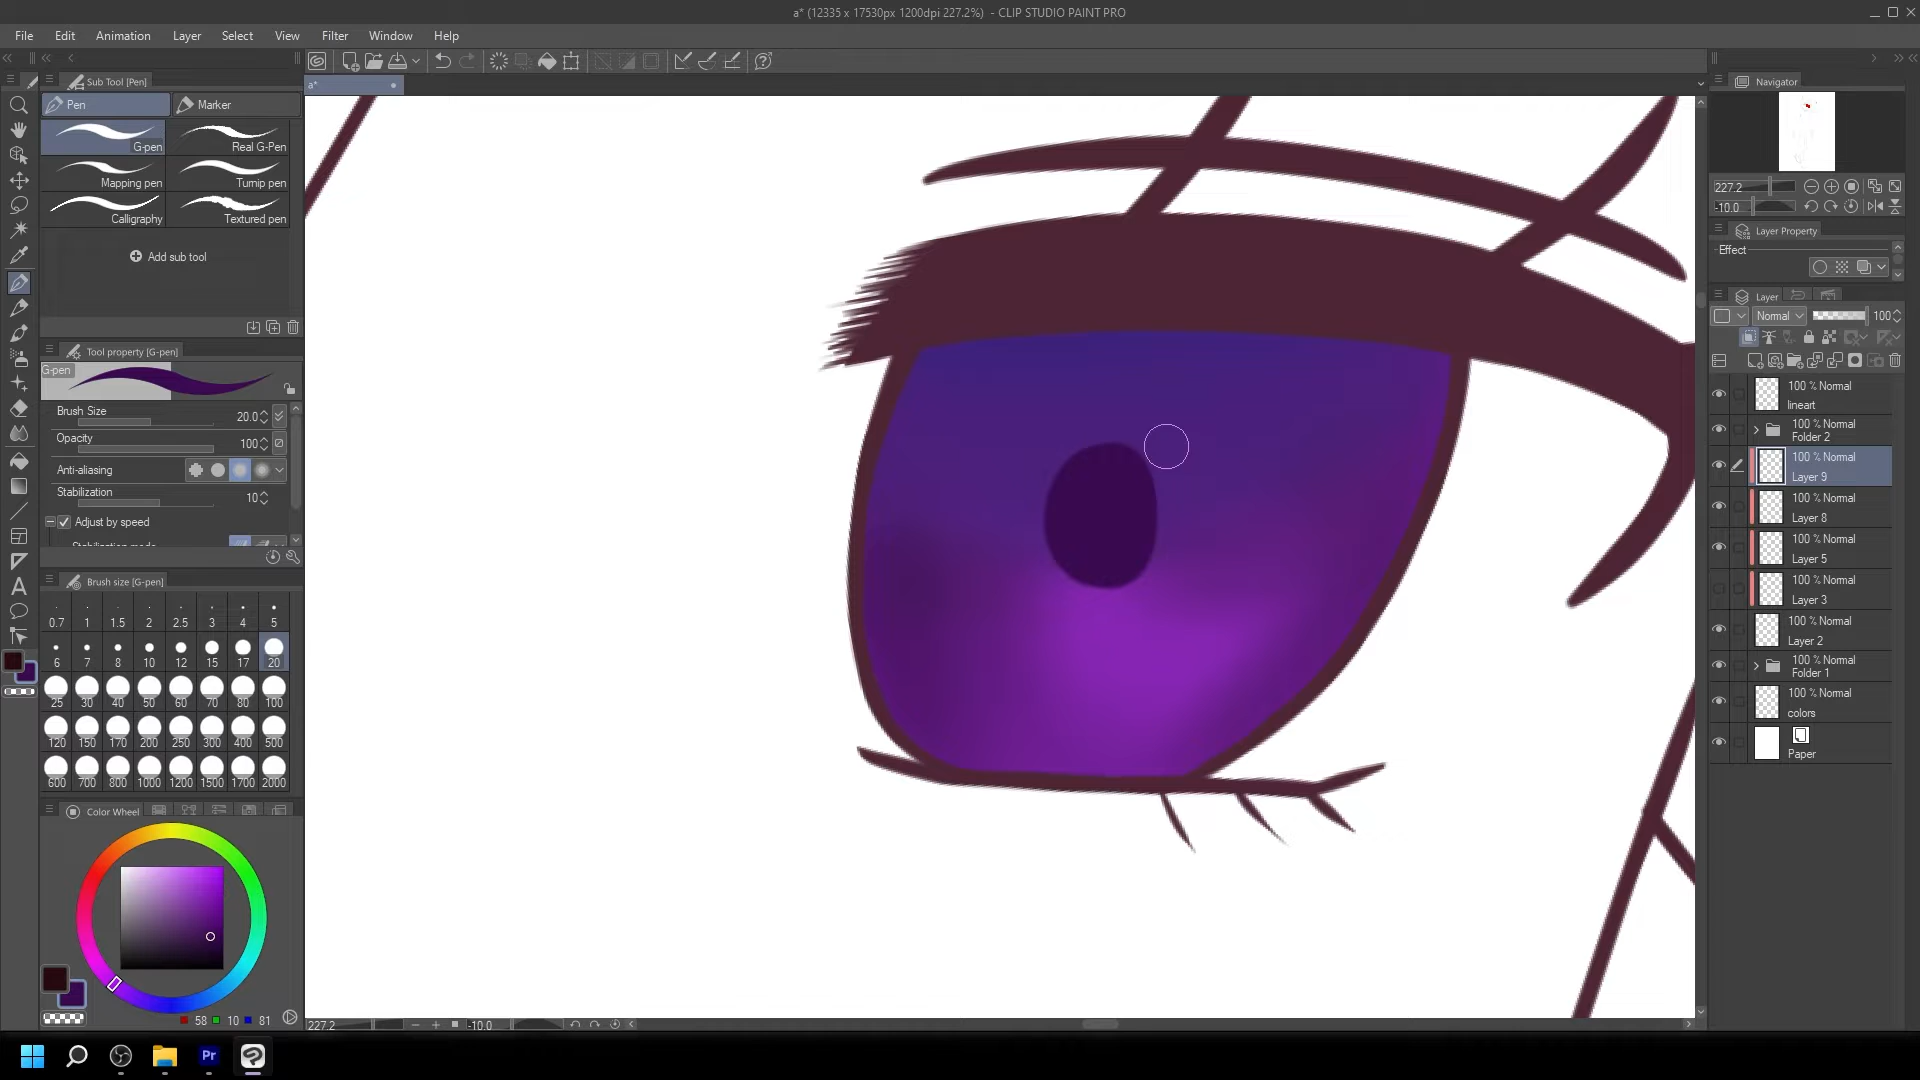 a* (12335 x 17530px 1200dpi 227.2%) - CLIP STUDIO PAINT PRO
File Edit Animation Layer Select View Filter Window Help
Sub Tool [Pen]
a*
Navigator
Pen Marker
G-pen Real G-Pen
Mapping pen Turnip pen
Calligraphy Textured pen
Add sub tool
227.2
-10.0
Layer Property
Effect
Layer
Normal 100
Tool property [G-pen]
G-pen
Brush Size 20.0
Opacity 100
Anti-aliasing
Stabilization 10
Adjust by speed
Brush size [G-pen]
0.7 1 1.5 2 2.5 3 4 5
6 7 8 10 12 15 17 20
25 30 40 50 60 70 80 100
120 150 170 200 250 300 400 500
600 700 800 1000 1200 1500 1700 2000
100 % Normal
lineart
100 % Normal
Folder 2
100 % Normal
Layer 9
100 % Normal
Layer 8
100 % Normal
Layer 5
100 % Normal
Layer 3
100 % Normal
Layer 2
100 % Normal
Folder 1
100 % Normal
colors
Paper
Color Wheel
58 10 81
227.2 -10.0
Pr